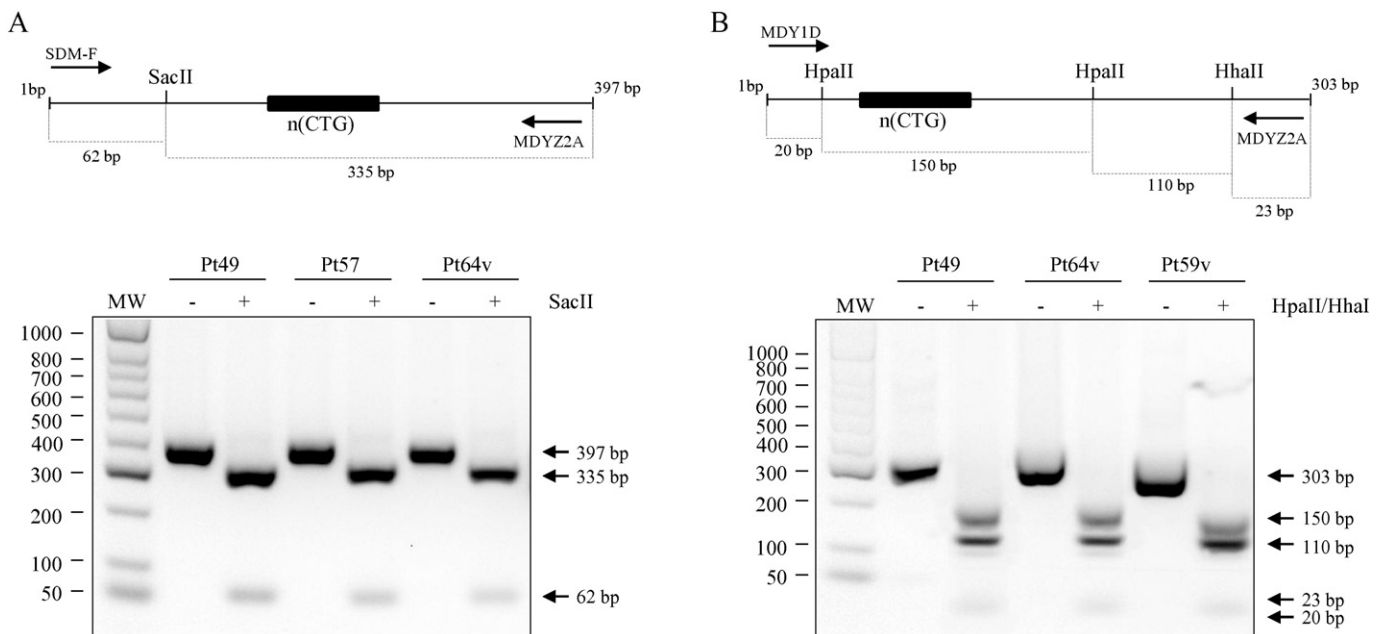 A
SDM-F
SacII
1bp
397 bp
n(CTG)
MDYZ2A
62 bp
335 bp
Pt49 Pt57 Pt64v
MW - + - + - + SacII
1000
800
700
600
500
400
300
200
100
50
397 bp
335 bp
62 bp
B
MDY1D
HpaII HpaII HhaII
1bp
303 bp
n(CTG)
MDYZ2A
20 bp
150 bp
110 bp
23 bp
Pt49 Pt64v Pt59v
MW - + - + - + HpaII/HhaI
1000
800
700
600
500
400
300
200
100
50
303 bp
150 bp
110 bp
23 bp
20 bp